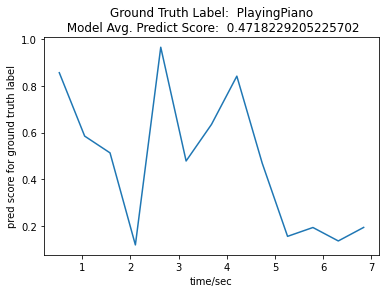 Ground Truth Label:  PlayingPiano
Model Avg. Predict Score:  0.4718229205225702
1.0
0.8
0.6
0.4
0.2
pred score for ground truth label
1 2 3 4 5 6 7
time/sec